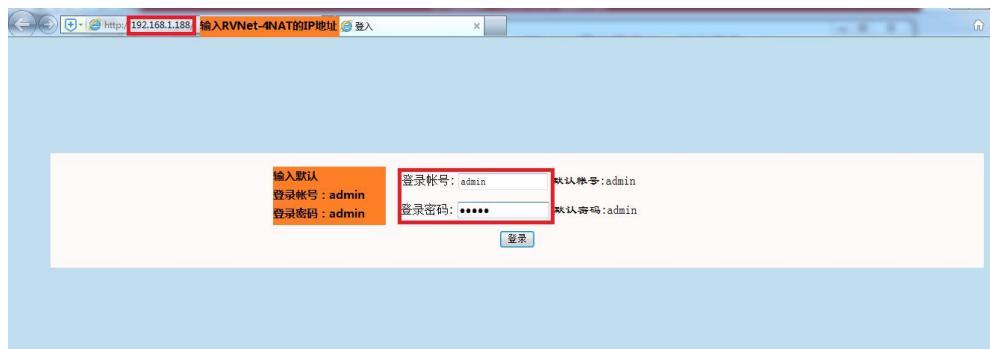 http://192.168.1.188/ 输入RVNet-4NAT的IP地址 登入 ×
输入默认
登录帐号：admin
登录密码：admin
登录帐号: admin 默认帐号:admin
登录密码: ••••• 默认密码:admin
登录